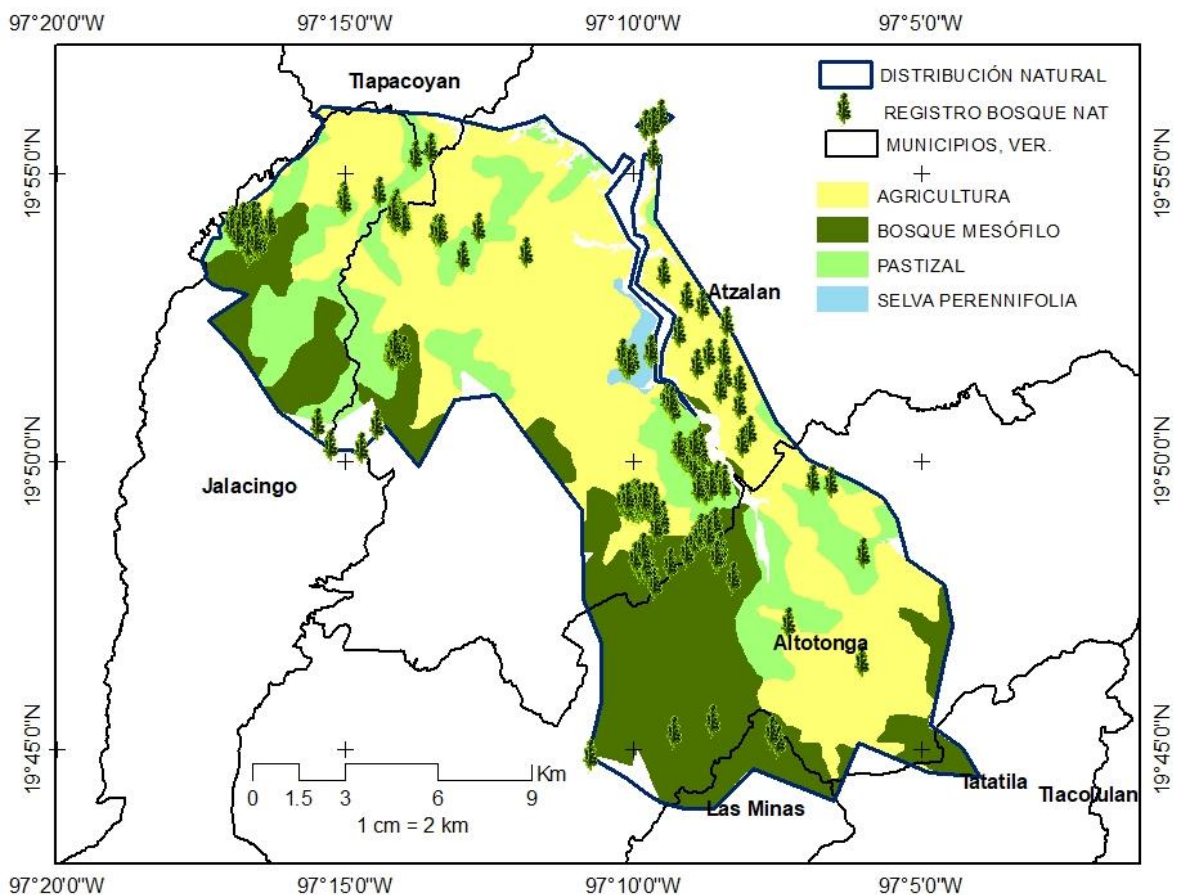 97°20'0"W 97°15'0"W 97°10'0"W 97°5'0"W
Tlapacoyan
DISTRIBUCIÓN NATURAL
REGISTRO BOSQUE NAT
MUNICIPIOS, VER.
AGRICULTURA
BOSQUE MESÓFILO
PASTIZAL
SELVA PERENNIFOLIA
19°55'0"N
19°55'0"N
Atzalan
19°50'0"N
19°50'0"N
Jalacingo
Altotonga
19°45'0"N
19°45'0"N
Km
0 1.5 3 6 9
1 cm = 2 km
Las Minas
Tatatila
Tlacolulan
97°20'0"W 97°15'0"W 97°10'0"W 97°5'0"W